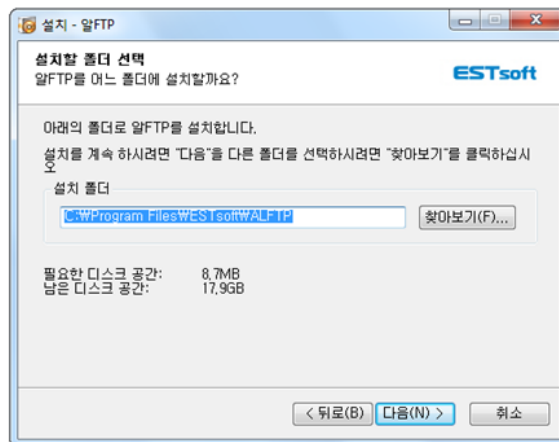 설치 - 알FTP
설치할 폴더 선택
알FTP를 어느 폴더에 설치할까요?
ESTsoft
아래의 폴더로 알FTP를 설치합니다.
설치를 계속 하시려면 "다음"을 다른 폴더를 선택하시려면 "찾아보기"를 클릭하십시
오
설치 폴더
C:₩Program Files₩ESTsoft₩ALFTP
찾아보기(F)...
필요한 디스크 공간: 8,7MB
남은 디스크 공간: 17,9GB
< 뒤로(B) 다음(N) > 취소